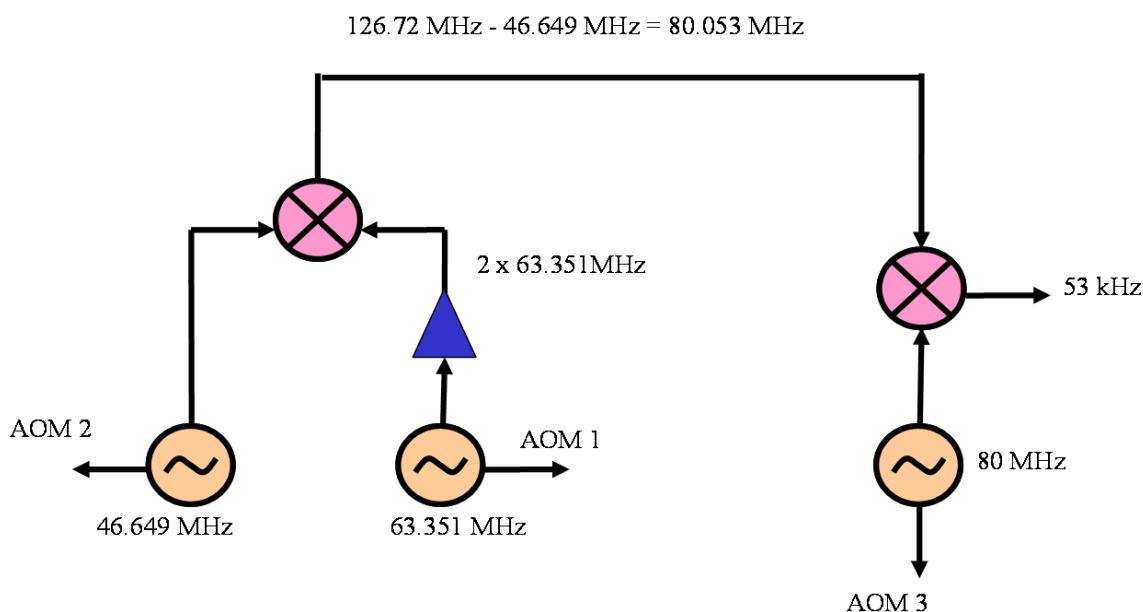 126.72 MHz - 46.649 MHz = 80.053 MHz
2 x 63.351MHz
53 kHz
AOM 2
AOM 1
80 MHz
46.649 MHz
63.351 MHz
AOM 3